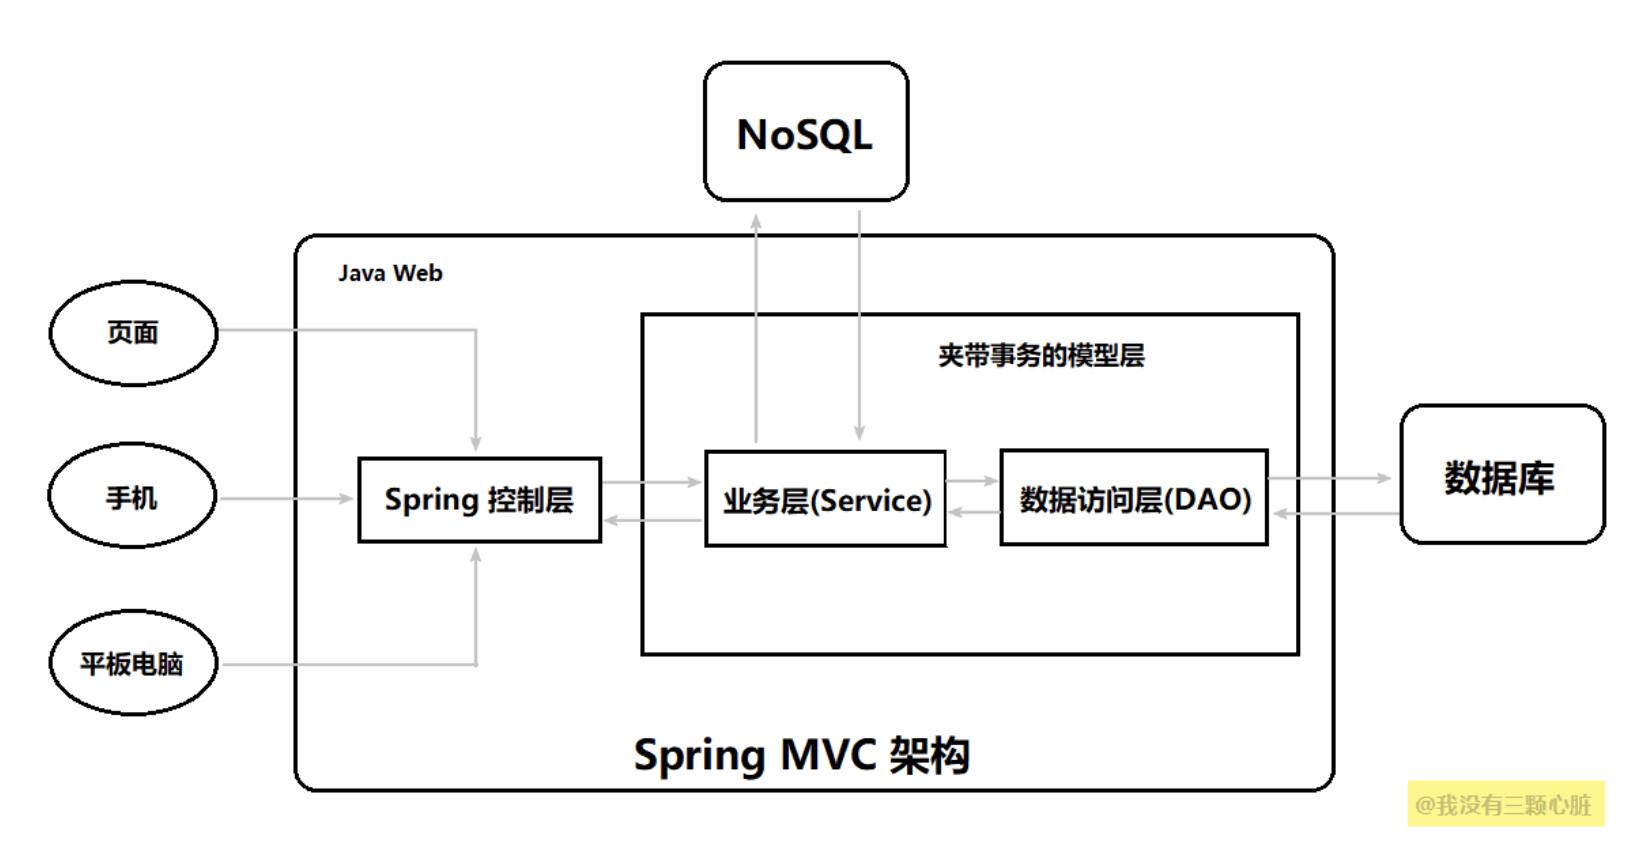 NoSQL
Java Web
页面
夹带事务的模型层
手机
Spring 控制层
业务层(Service)
数据访问层(DAO)
数据库
平板电脑
Spring MVC 架构
@我没有三颗心脏